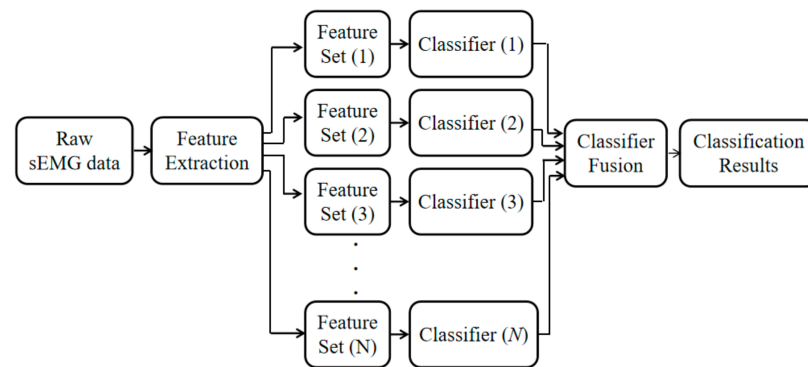 Raw
sEMG data
Feature
Extraction
Feature
Set (1)
Classifier (1)
Feature
Set (2)
Classifier (2)
Feature
Set (3)
Classifier (3)
Feature
Set (N)
Classifier (N)
Classifier
Fusion
Classification
Results